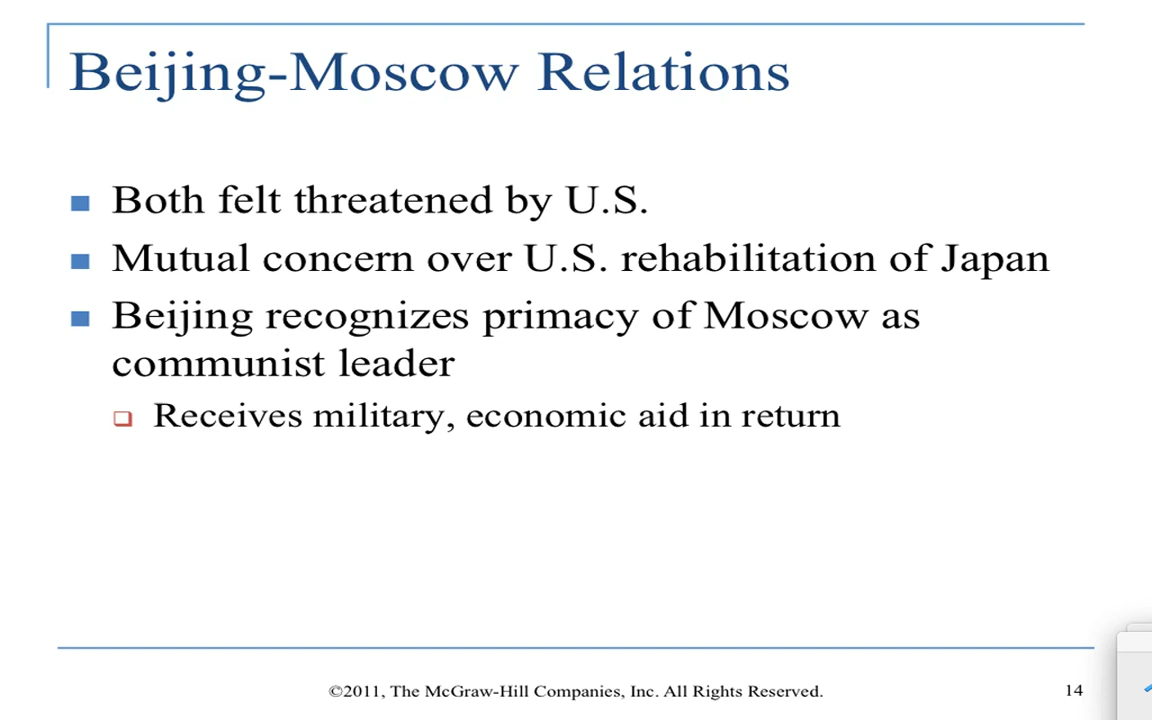 Beijing-Moscow Relations
Both felt threatened by U.S.
Mutual concern over U.S. rehabilitation of Japan
Beijing recognizes primacy of Moscow as
communist leader
Receives military, economic aid in return
©2011, The McGraw-Hill Companies, Inc. All Rights Reserved.
14